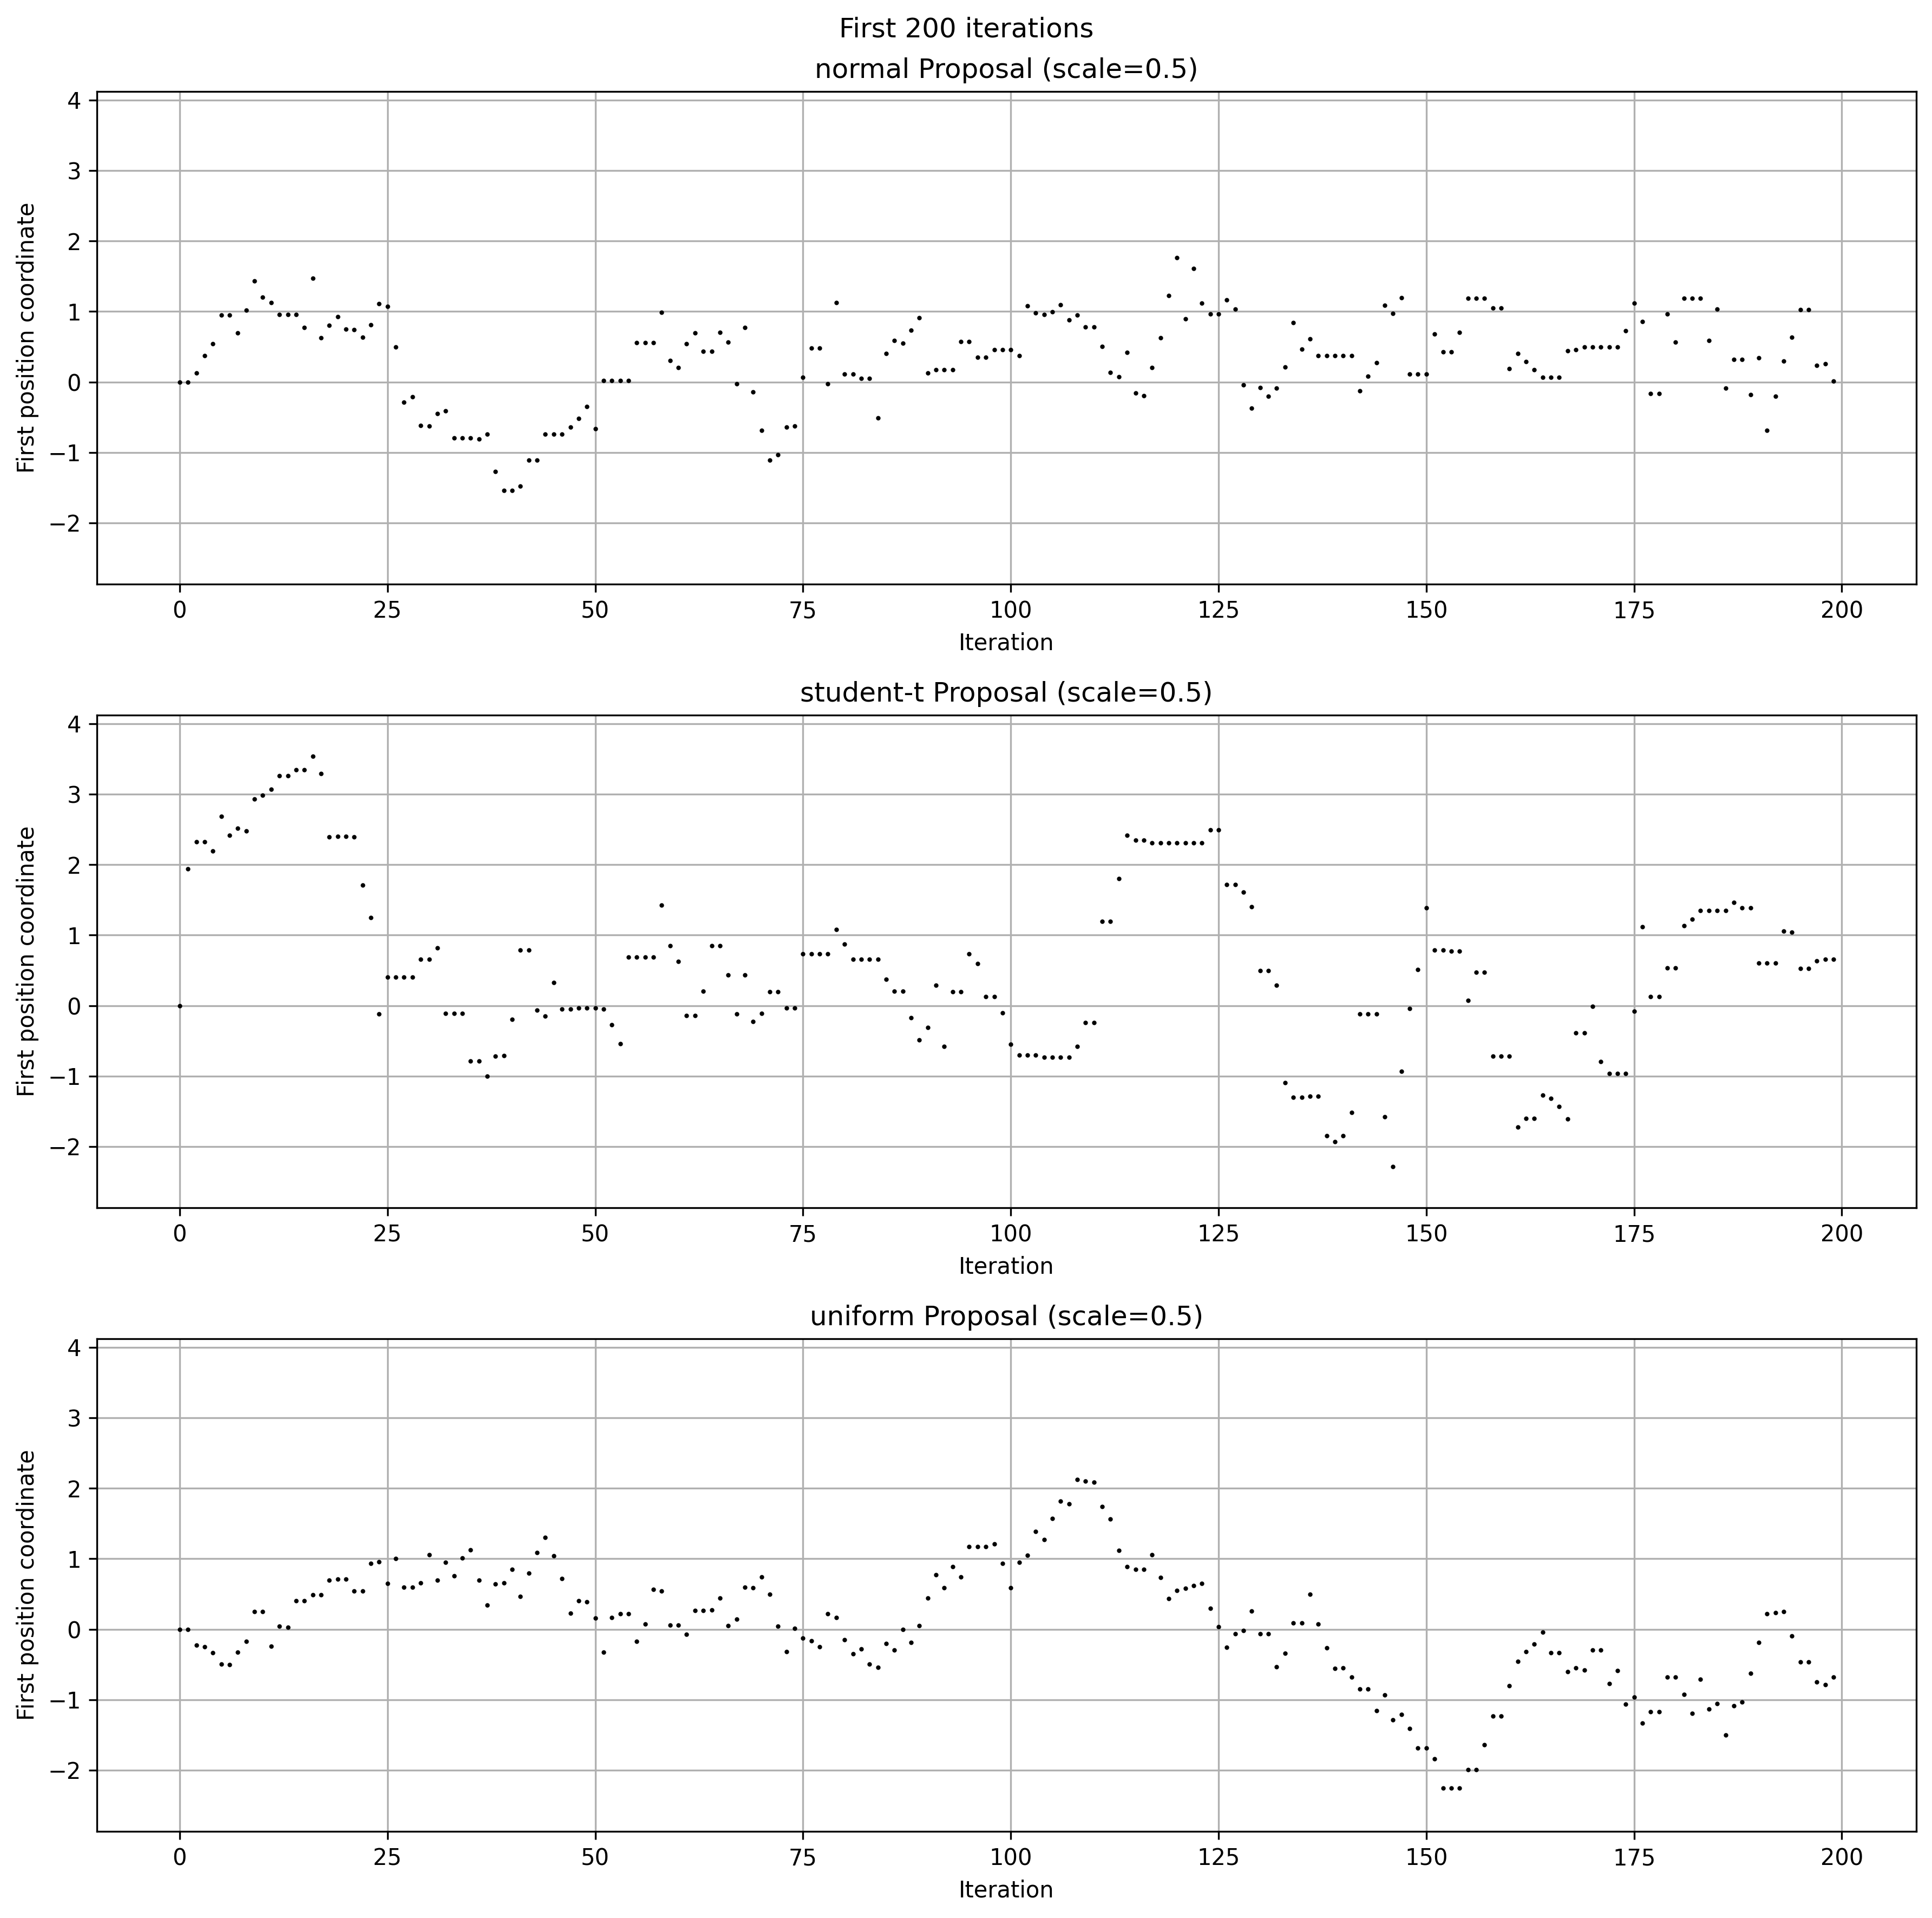 First 200 iterations
normal Proposal (scale=0.5)
First position coordinate
4
3
2
1
0
−1
−2
0 25 50 75 100 125 150 175 200
Iteration
student-t Proposal (scale=0.5)
First position coordinate
4
3
2
1
0
−1
−2
0 25 50 75 100 125 150 175 200
Iteration
uniform Proposal (scale=0.5)
First position coordinate
4
3
2
1
0
−1
−2
0 25 50 75 100 125 150 175 200
Iteration